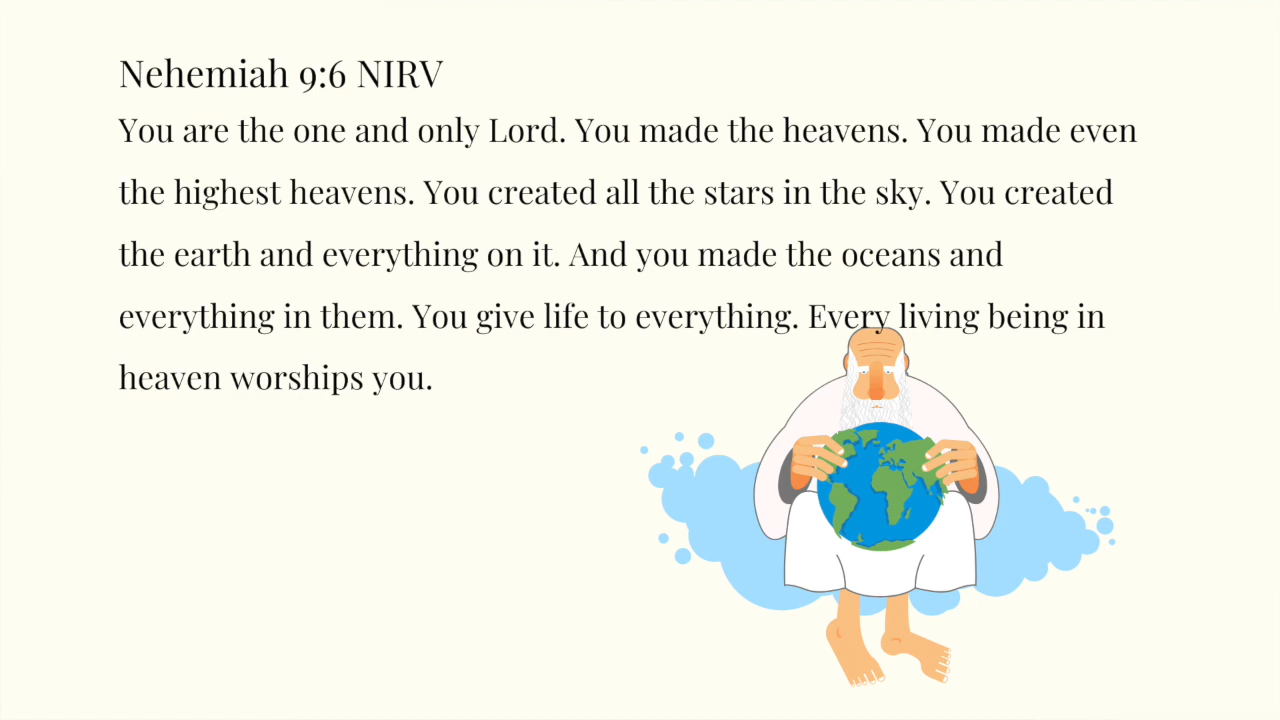 Nehemiah 9:6 NIRV
You are the one and only Lord. You made the heavens. You made even
the highest heavens. You created all the stars in the sky. You created
the earth and everything on it. And you made the oceans and
everything in them. You give life to everything. Every living being in
heaven worships you.